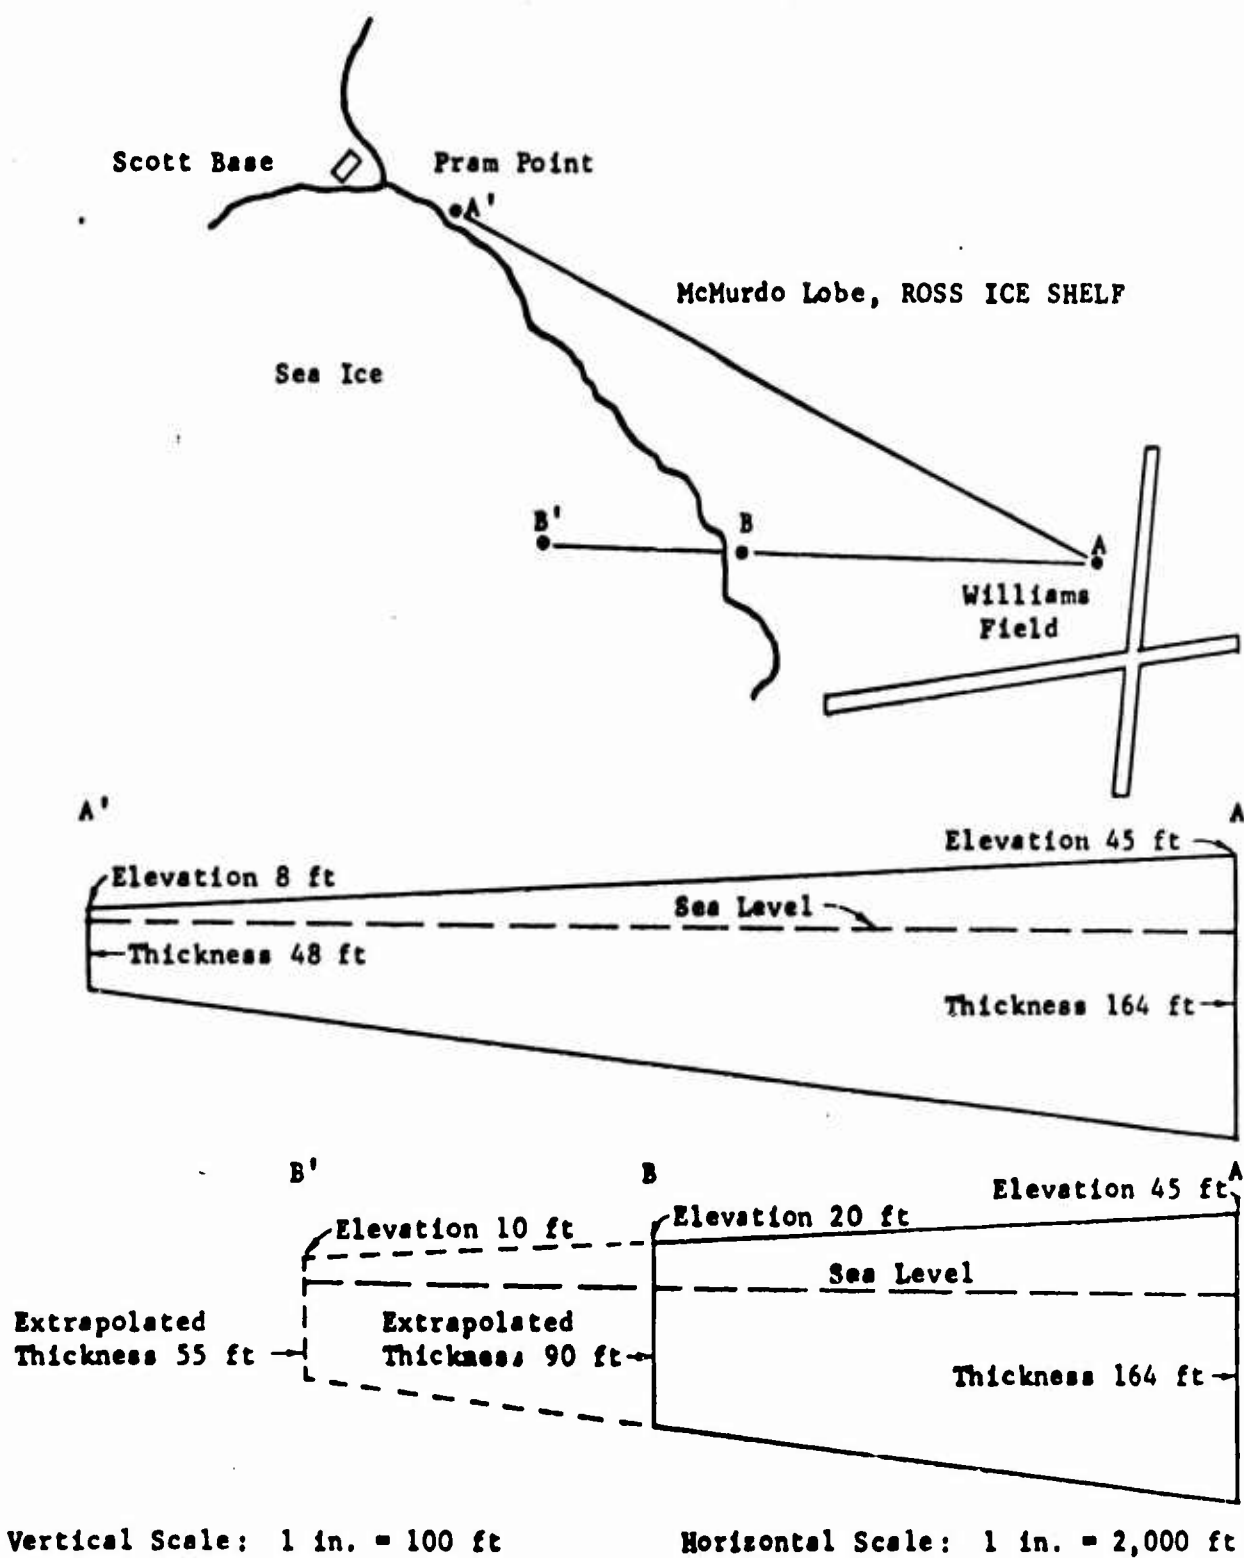 Scott Base
Pram Point
A'
McMurdo Lobe, ROSS ICE SHELF
Sea Ice
B'
B
A
Williams
Field
A'
A
Elevation 45 ft
Elevation 8 ft
Sea Level
Thickness 48 ft
Thickness 164 ft
B'
B
A
Elevation 45 ft
Elevation 10 ft
Elevation 20 ft
Sea Level
Extrapolated
Thickness 55 ft
Extrapolated
Thickness 90 ft
Thickness 164 ft
Vertical Scale: 1 in. = 100 ft
Horizontal Scale: 1 in. = 2,000 ft